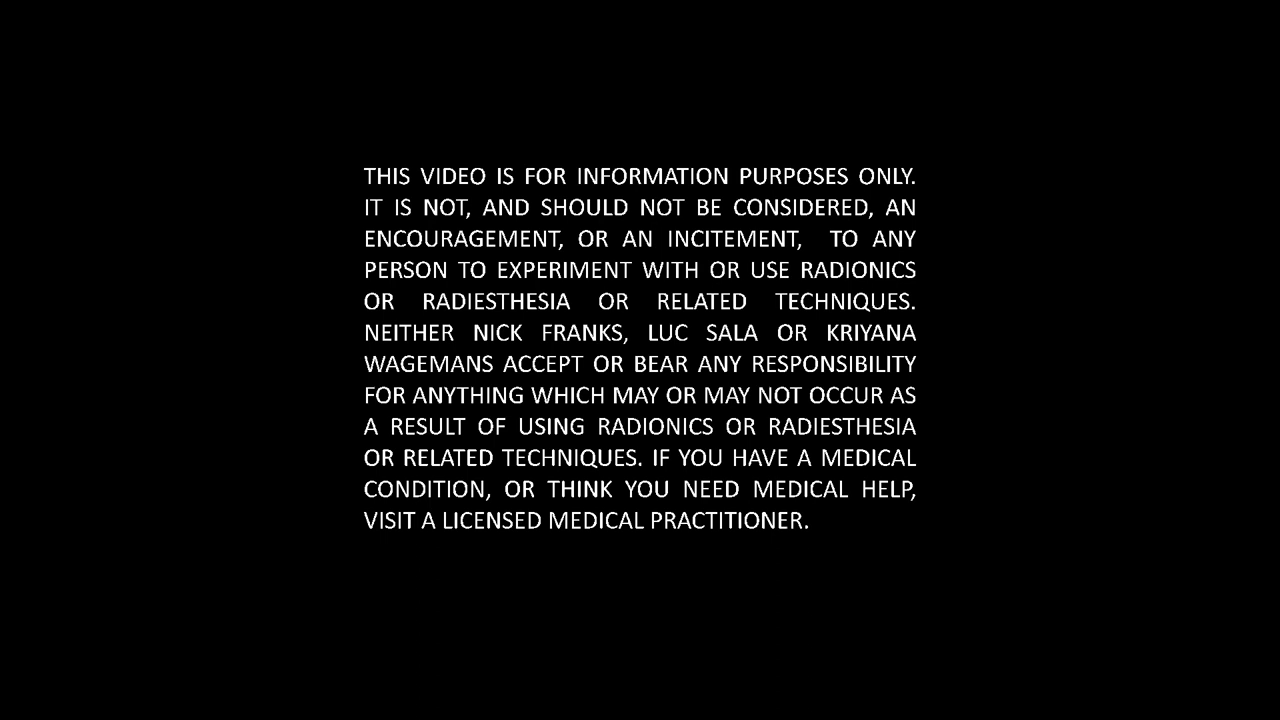 THIS VIDEO IS FOR INFORMATION PURPOSES ONLY.
IT IS NOT, AND SHOULD NOT BE CONSIDERED, AN
ENCOURAGEMENT, OR AN INCITEMENT, TO ANY
PERSON TO EXPERIMENT WITH OR USE RADIONICS
OR RADIESTHESIA OR RELATED TECHNIQUES.
NEITHER NICK FRANKS, LUC SALA OR KRIYANA
WAGEMANS ACCEPT OR BEAR ANY RESPONSIBILITY
FOR ANYTHING WHICH MAY OR MAY NOT OCCUR AS
A RESULT OF USING RADIONICS OR RADIESTHESIA
OR RELATED TECHNIQUES. IF YOU HAVE A MEDICAL
CONDITION, OR THINK YOU NEED MEDICAL HELP,
VISIT A LICENSED MEDICAL PRACTITIONER.